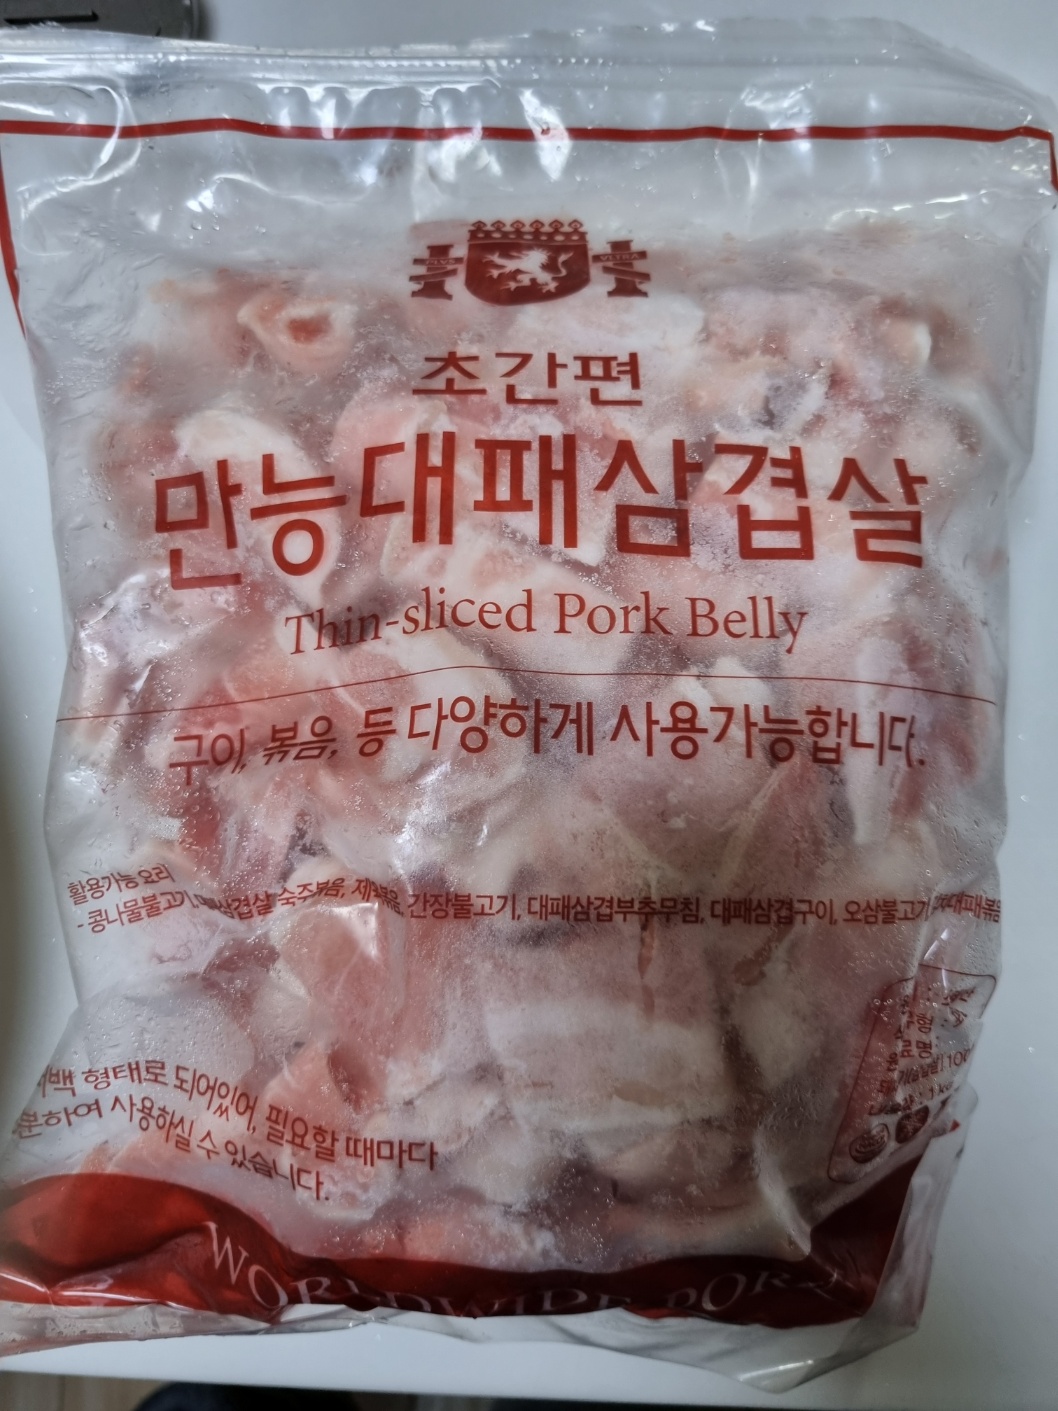 PLVS
VLTRA
초간편
만능대패삼겹살
Thin-sliced Pork Belly
구이, 볶음, 등 다양하게 사용가능합니다.
활용가능요리
- 콩나물불고기, 대패삼겹살 숙주볶음, 제육볶음, 간장불고기, 대패삼겹부추무침, 대패삼겹구이, 오삼불고기
형태로 되어있어, 필요할 때마다
사용하실 수 있습니다.
WORLDWIDE PORK